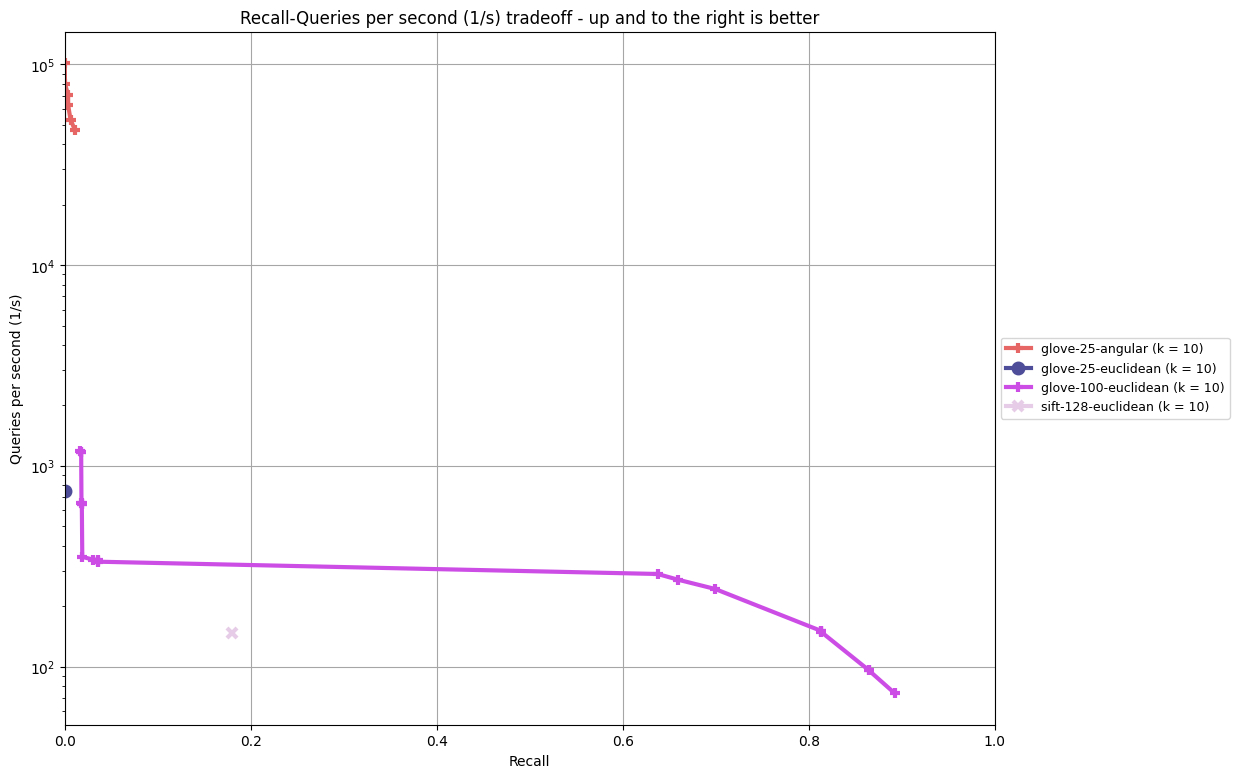 Recall-Queries per second (1/s) tradeoff - up and to the right is better
Queries per second (1/s)
10^5
10^4
10^3
10^2
0.0 0.2 0.4 0.6 0.8 1.0
Recall
glove-25-angular (k = 10)
glove-25-euclidean (k = 10)
glove-100-euclidean (k = 10)
sift-128-euclidean (k = 10)